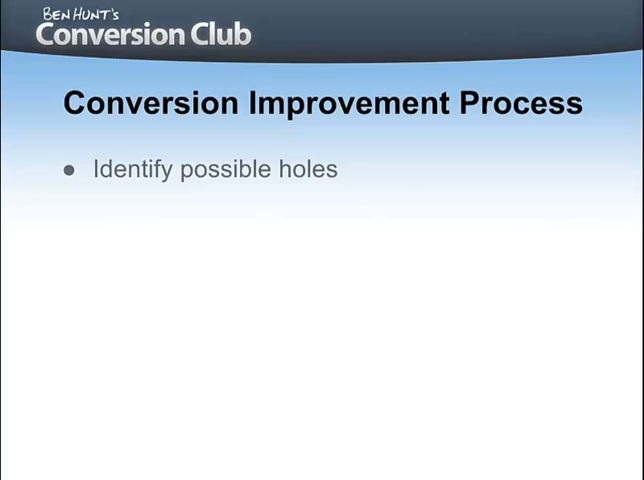 BEN HUNT'S
Conversion Club
Conversion Improvement Process
● Identify possible holes